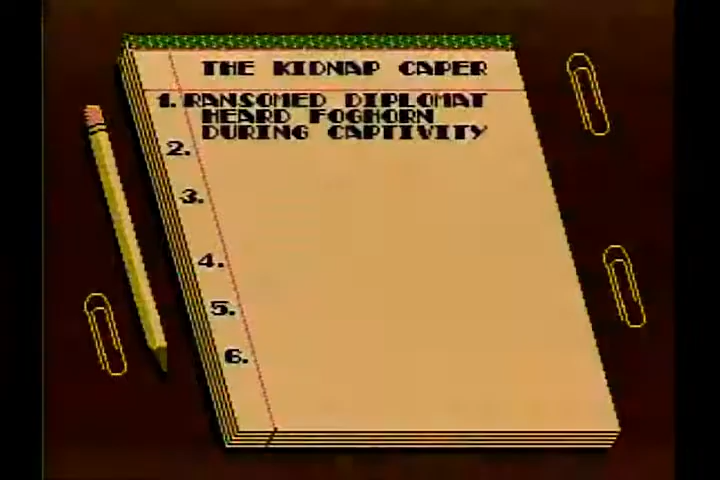 THE KIDNAP CAPER
1. RANSOMED DIPLOMAT
HEARD FOGHORN
DURING CAPTIVITY
2.
3.
4.
5.
6.